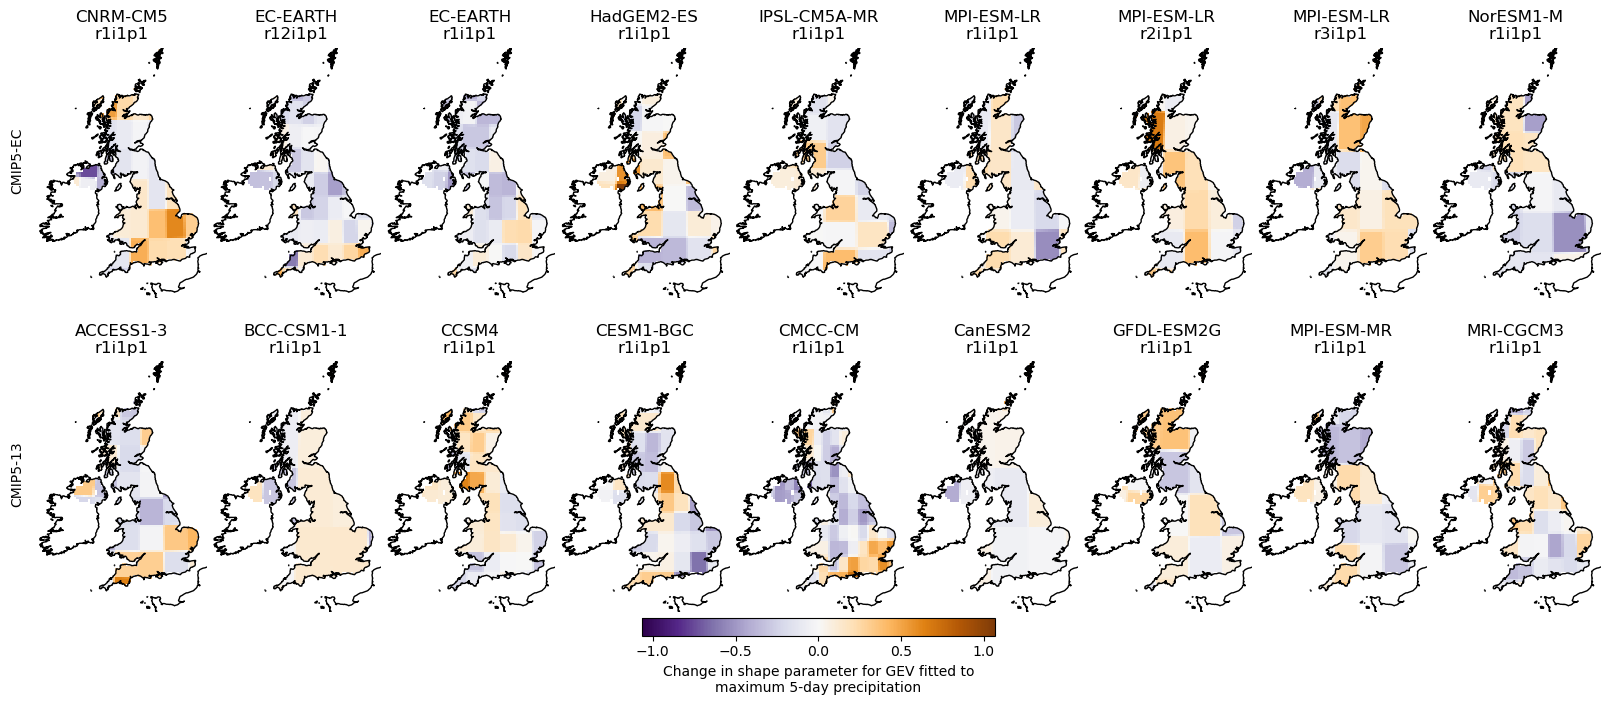 CNRM-CM5 EC-EARTH EC-EARTH HadGEM2-ES IPSL-CM5A-MR MPI-ESM-LR MPI-ESM-LR MPI-ESM-LR NorESM1-M
r1i1p1 r12i1p1 r1i1p1 r1i1p1 r1i1p1 r1i1p1 r2i1p1 r3i1p1 r1i1p1
CMIP5-EC
ACCESS1-3 BCC-CSM1-1 CCSM4 CESM1-BGC CMCC-CM CanESM2 GFDL-ESM2G MPI-ESM-MR MRI-CGCM3
r1i1p1 r1i1p1 r1i1p1 r1i1p1 r1i1p1 r1i1p1 r1i1p1 r1i1p1 r1i1p1
CMIP5-13
−1.0 −0.5 0.0 0.5 1.0
Change in shape parameter for GEV fitted to
maximum 5-day precipitation